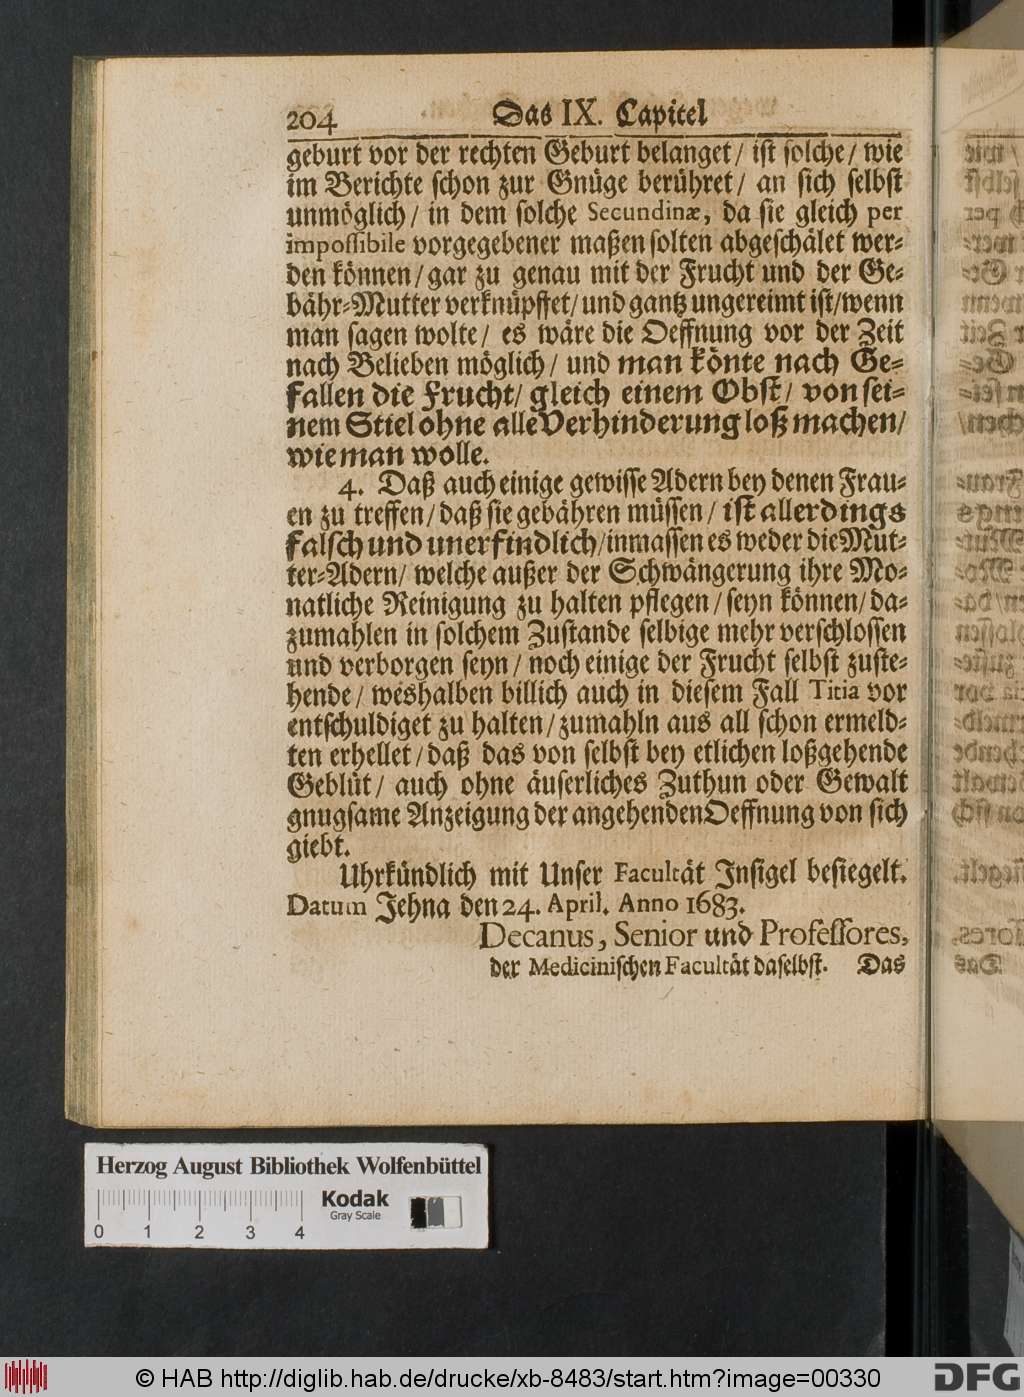 204 Das IX. Capitel
geburt vor der rechten Geburt belanget/ ist solche/ wie
im Berichte schon zur Gnüge berühret/ an sich selbst
unmöglich/ in dem solche Secundinæ, da sie gleich per
impossibile vorgegebener maßen solten abgeschälet wer-
den können/ gar zu genau mit der Frucht und der Ge-
bähr-Mutter verknüpffet/ und gantz ungereimt ist/ wenn
man sagen wolte/ es wäre die Oeffnung vor der Zeit
nach Belieben möglich/ und man könte nach Ge-
fallen die Frucht/ gleich einem Obst/ von sei-
nem Stiel ohne alle Verhinderung loß machen/
wie man wolle.
4. Daß auch einige gewisse Adern bey denen Frau-
en zu treffen/ daß sie gebähren müssen/ ist allerdings
falsch und unerfindlich/ inmassen es weder die Mut-
ter-Adern/ welche außer der Schwängerung ihre Mo-
natliche Reinigung zu halten pflegen/ seyn können/ da-
zumahlen in solchem Zustande selbige mehr verschlossen
und verborgen seyn/ noch einige der Frucht selbst zuste-
hende/ weshalben billich auch in diesem Fall Titia vor
entschuldiget zu halten/ zumahln aus all schon ermeld-
ten erhellet/ daß das von selbst bey etlichen loßgehende
Geblüt/ auch ohne äuserliches Zuthun oder Gewalt
gnugsame Anzeigung der angehenden Oeffnung von sich
giebt.
Uhrkündlich mit Unser Facultät Insigel besiegelt.
Datum Jehna den 24. April. Anno 1683.
Decanus, Senior und Professores,
der Medicinischen Facultät daselbst. Das
Herzog August Bibliothek Wolfenbüttel
Kodak
Gray Scale
0 1 2 3 4
© HAB http://diglib.hab.de/drucke/xb-8483/start.htm?image=00330
DFG